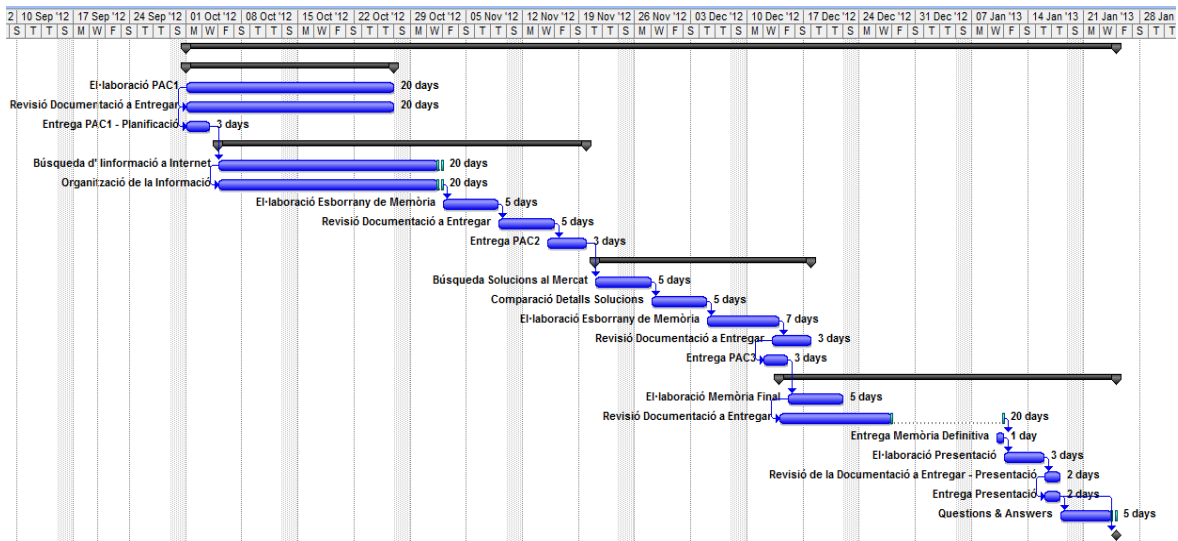 2 10 Sep '12 17 Sep '12 24 Sep '12 01 Oct '12 08 Oct '12 15 Oct '12 22 Oct '12 29 Oct '12 05 Nov '12 12 Nov '12 19 Nov '12 26 Nov '12 03 Dec '12 10 Dec '12 17 Dec '12 24 Dec '12 31 Dec '12 07 Jan '13 14 Jan '13 21 Jan '13 28 Jan
S T T S M W F S T T S M W F S T T S M W F S T T S M W F S T T S M W F S T T S M W F S T T S M W F S T T S M W F S T T S M W F S T T S M W F S T T
El·laboració PAC1 20 days
Revisió Documentació a Entregar 20 days
Entrega PAC1 - Planificació 3 days
Búsqueda d' Iinformació a Internet 20 days
Organització de la Informació 20 days
El·laboració Esborrany de Memòria 5 days
Revisió Documentació a Entregar 5 days
Entrega PAC2 3 days
Búsqueda Solucions al Mercat 5 days
Comparació Detalls Solucions 5 days
El·laboració Esborrany de Memòria 7 days
Revisió Documentació a Entregar 3 days
Entrega PAC3 3 days
El·laboració Memòria Final 5 days
Revisió Documentació a Entregar 20 days
Entrega Memòria Definitiva 1 day
El·laboració Presentació 3 days
Revisió de la Documentació a Entregar - Presentació 2 days
Entrega Presentació 2 days
Questions & Answers 5 days